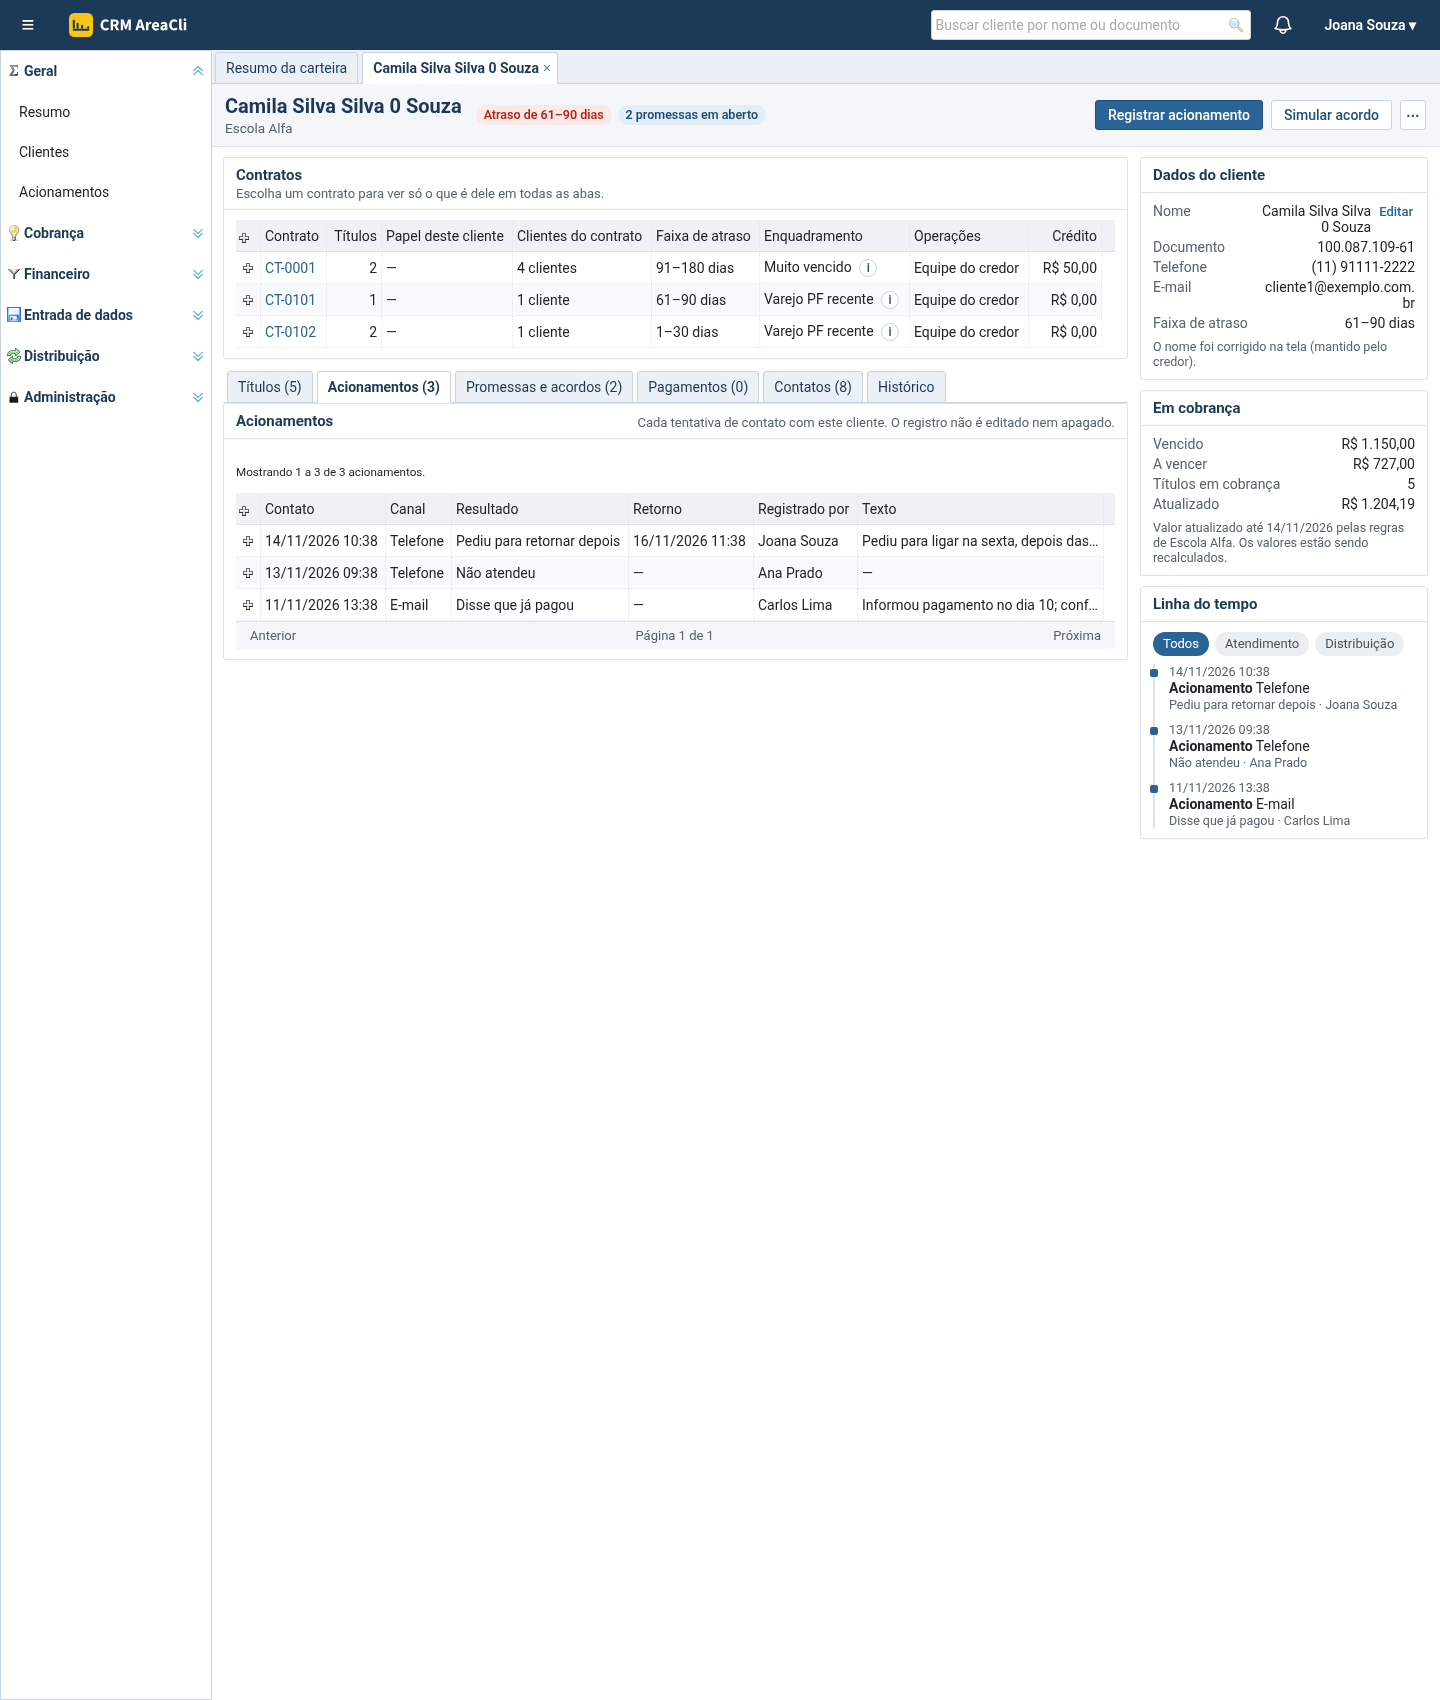 CRM AreaCli
Buscar cliente por nome ou documento
Joana Souza ▾
Geral
Resumo
Clientes
Acionamentos
Cobrança
Financeiro
Entrada de dados
Distribuição
Administração
Resumo da carteira
Camila Silva Silva 0 Souza ×
Camila Silva Silva 0 Souza
Atraso de 61–90 dias
2 promessas em aberto
Escola Alfa
Registrar acionamento
Simular acordo
···
Contratos
Escolha um contrato para ver só o que é dele em todas as abas.
Contrato Títulos Papel deste cliente Clientes do contrato Faixa de atraso Enquadramento Operações Crédito
CT-0001 2 — 4 clientes 91–180 dias Muito vencido i Equipe do credor R$ 50,00
CT-0101 1 — 1 cliente 61–90 dias Varejo PF recente i Equipe do credor R$ 0,00
CT-0102 2 — 1 cliente 1–30 dias Varejo PF recente i Equipe do credor R$ 0,00
Títulos (5)
Acionamentos (3)
Promessas e acordos (2)
Pagamentos (0)
Contatos (8)
Histórico
Acionamentos
Cada tentativa de contato com este cliente. O registro não é editado nem apagado.
Mostrando 1 a 3 de 3 acionamentos.
Contato Canal Resultado Retorno Registrado por Texto
14/11/2026 10:38 Telefone Pediu para retornar depois 16/11/2026 11:38 Joana Souza Pediu para ligar na sexta, depois das...
13/11/2026 09:38 Telefone Não atendeu — Ana Prado —
11/11/2026 13:38 E-mail Disse que já pagou — Carlos Lima Informou pagamento no dia 10; conf...
Anterior
Página 1 de 1
Próxima
Dados do cliente
Nome Camila Silva Silva Editar
0 Souza
Documento 100.087.109-61
Telefone (11) 91111-2222
E-mail cliente1@exemplo.com.
br
Faixa de atraso 61–90 dias
O nome foi corrigido na tela (mantido pelo
credor).
Em cobrança
Vencido R$ 1.150,00
A vencer R$ 727,00
Títulos em cobrança 5
Atualizado R$ 1.204,19
Valor atualizado até 14/11/2026 pelas regras
de Escola Alfa. Os valores estão sendo
recalculados.
Linha do tempo
Todos
Atendimento
Distribuição
14/11/2026 10:38
Acionamento Telefone
Pediu para retornar depois · Joana Souza
13/11/2026 09:38
Acionamento Telefone
Não atendeu · Ana Prado
11/11/2026 13:38
Acionamento E-mail
Disse que já pagou · Carlos Lima